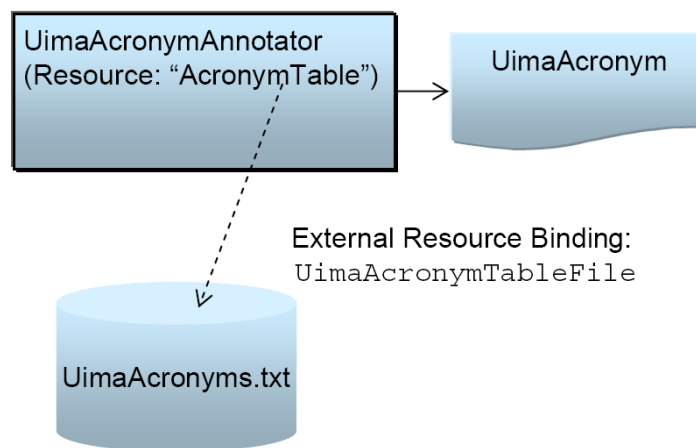 UimaAcronymAnnotator
(Resource: “AcronymTable”)
UimaAcronym
External Resource Binding:
UimaAcronymTableFile
UimaAcronyms.txt